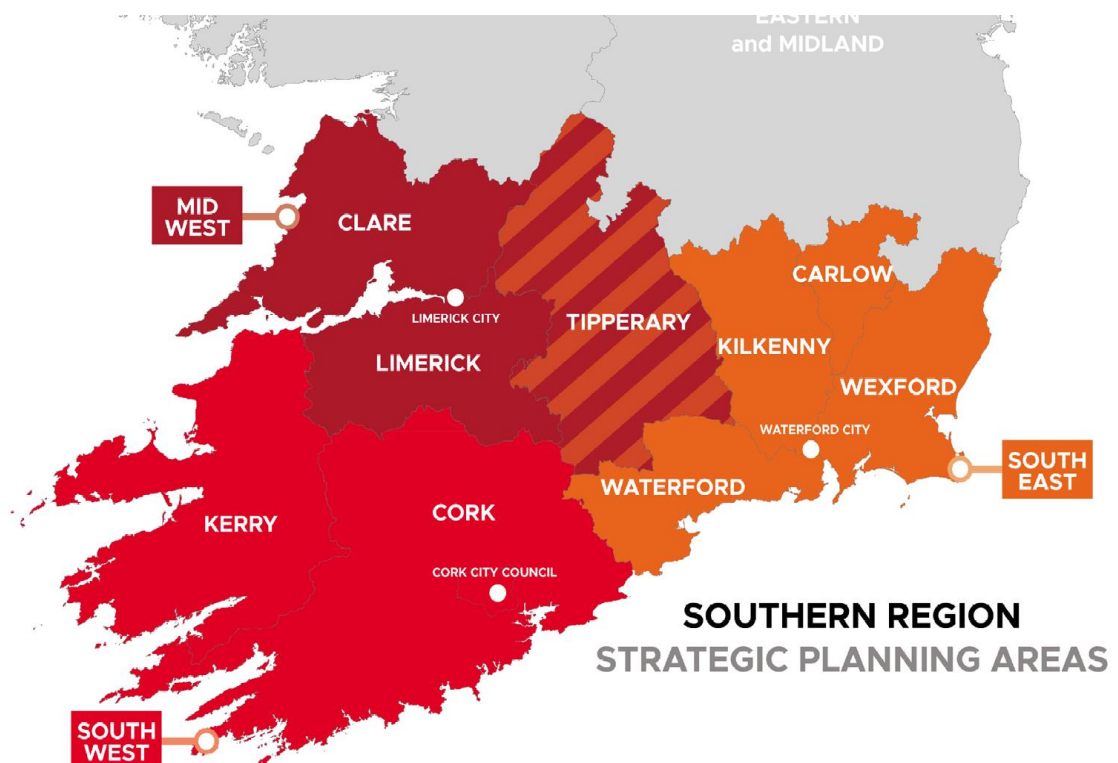 EASTERN
and MIDLAND
MID
WEST
CLARE
CARLOW
LIMERICK CITY
TIPPERARY
KILKENNY
LIMERICK
WEXFORD
WATERFORD CITY
SOUTH
EAST
WATERFORD
CORK
KERRY
CORK CITY COUNCIL
SOUTHERN REGION
STRATEGIC PLANNING AREAS
SOUTH
WEST